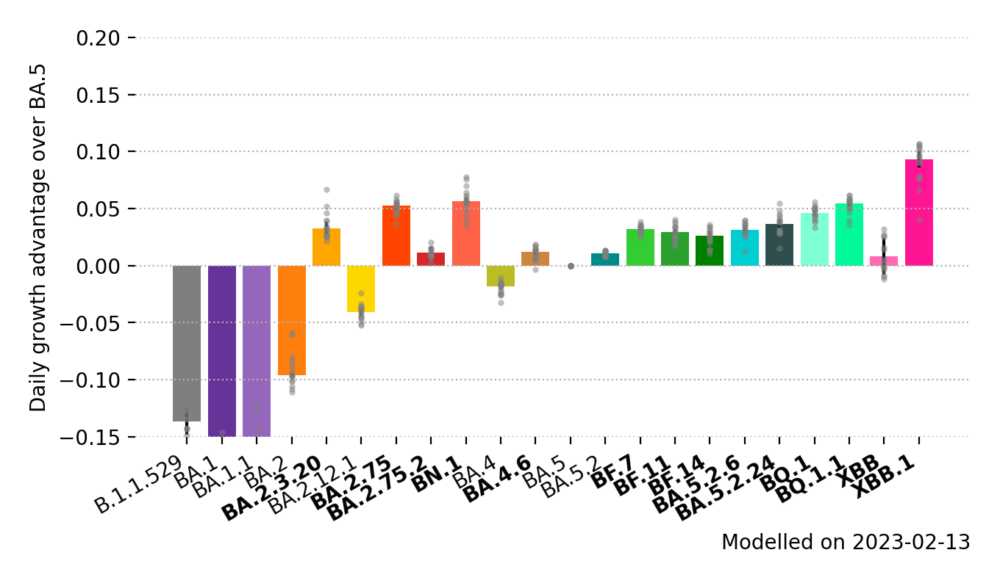 Daily growth advantage over BA.5
0.20
0.15
0.10
0.05
0.00
−0.05
−0.10
−0.15
B.1.1.529
BA.1
BA.1.1
BA.2
BA.2.3.20
BA.2.12.1
BA.2.75
BA.2.75.2
BN.1
BA.4
BA.4.6
BA.5
BA.5.2
BF.7
BF.11
BF.14
BA.5.2.6
BA.5.2.24
BQ.1
BQ.1.1
XBB
XBB.1
Modelled on 2023-02-13